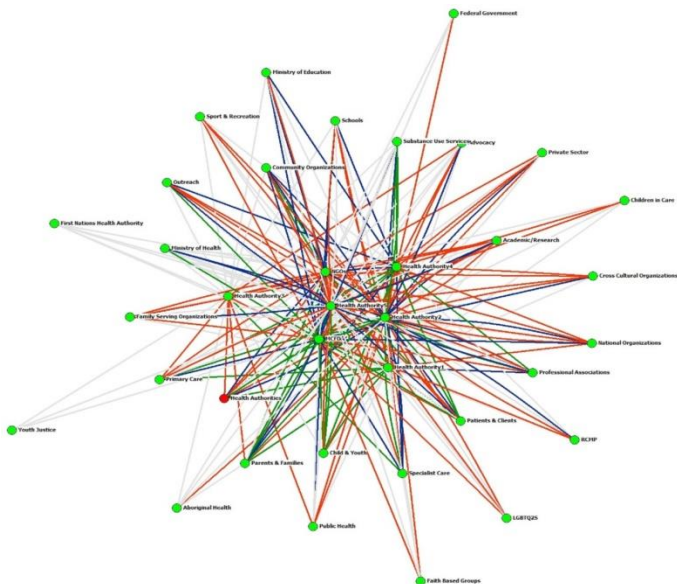 Federal Government
Ministry of Education
Sport & Recreation
Schools
Substance Use Services
Advocacy
Private Sector
Community Organizations
Outreach
Children in Care
First Nations Health Authority
Academic/Research
Ministry of Health
Health Authority4
Cross Cultural Organizations
Health Authority3
Health Authority5
Family Serving Organizations
Health Authority2
National Organizations
Health Authority1
Professional Associations
Primary Care
Health Authorities
Patients & Clients
Youth Justice
RCMP
Child & Youth
Parents & Families
Specialist Care
Aboriginal Health
LGBTQ2S
Public Health
Faith Based Groups